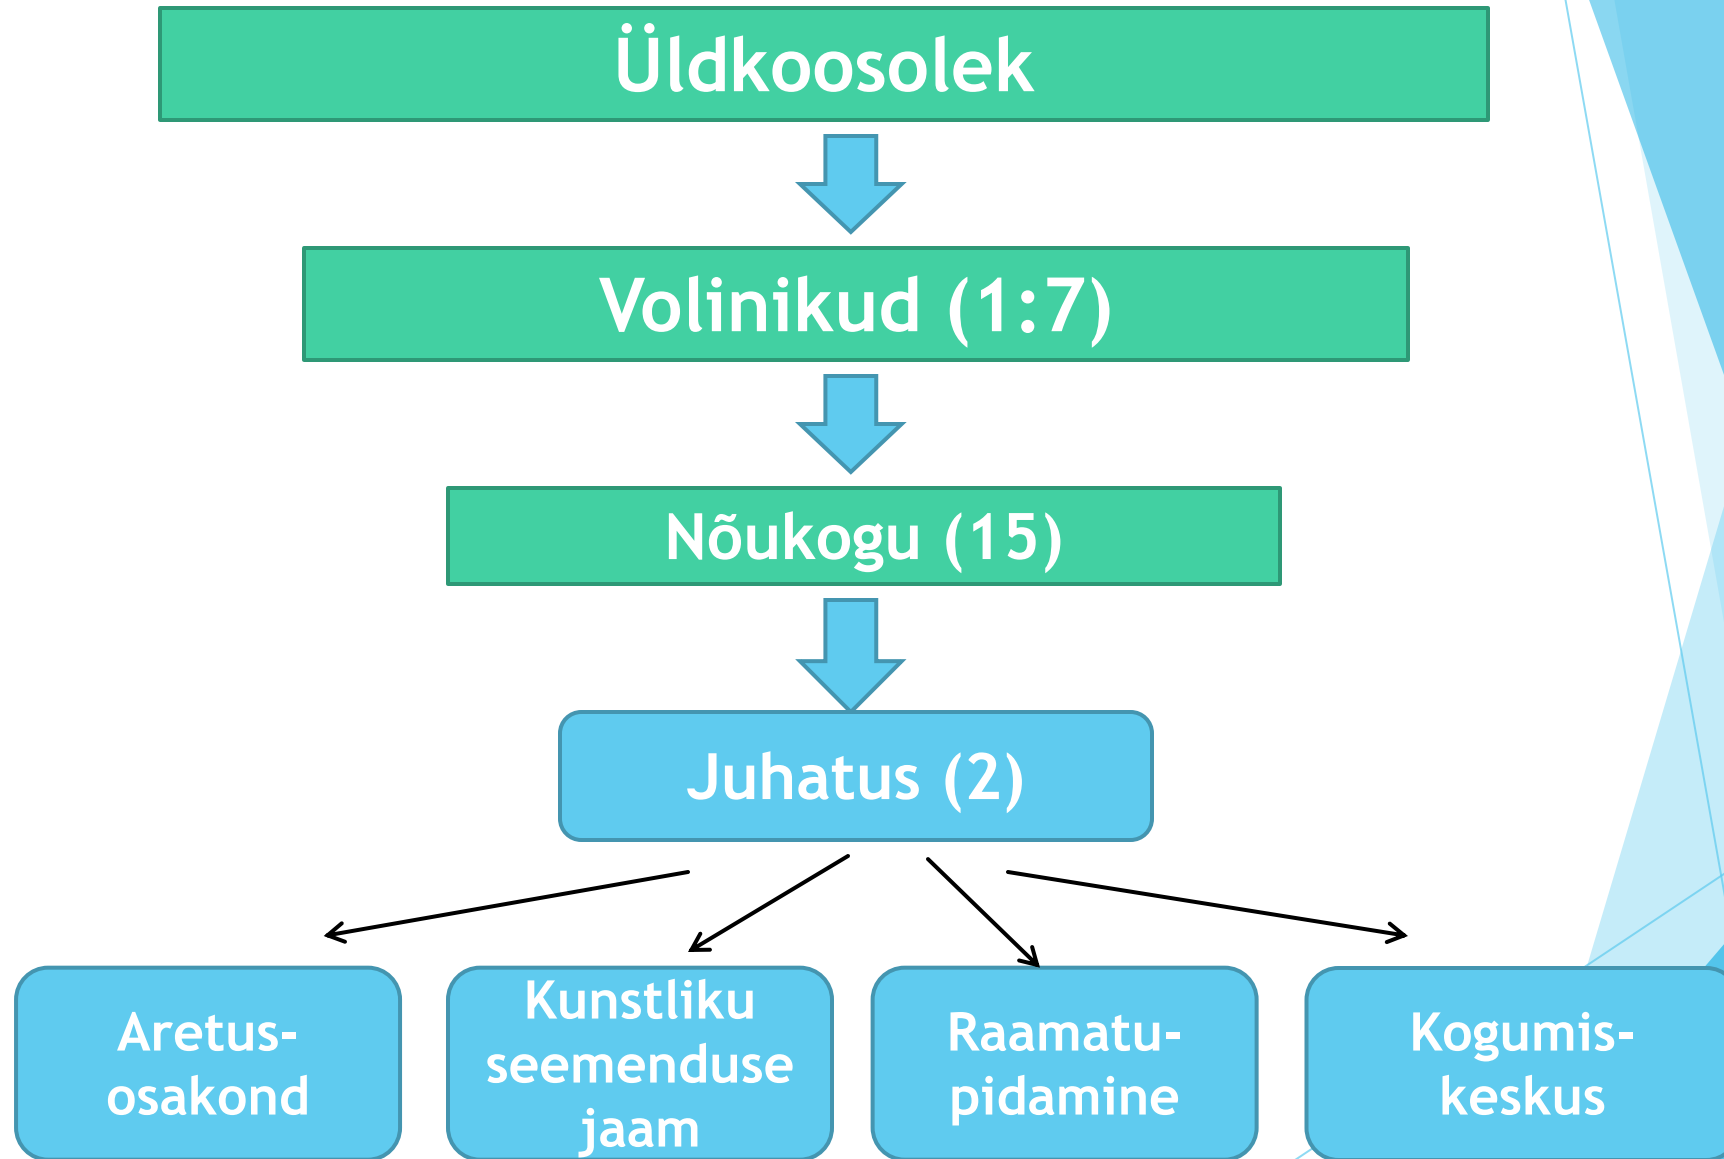 Üldkoosolek
Volinikud (1:7)
Nõukogu (15)
Juhatus (2)
Aretus-
osakond
Kunstliku
seemenduse
jaam
Raamatu-
pidamine
Kogumis-
keskus